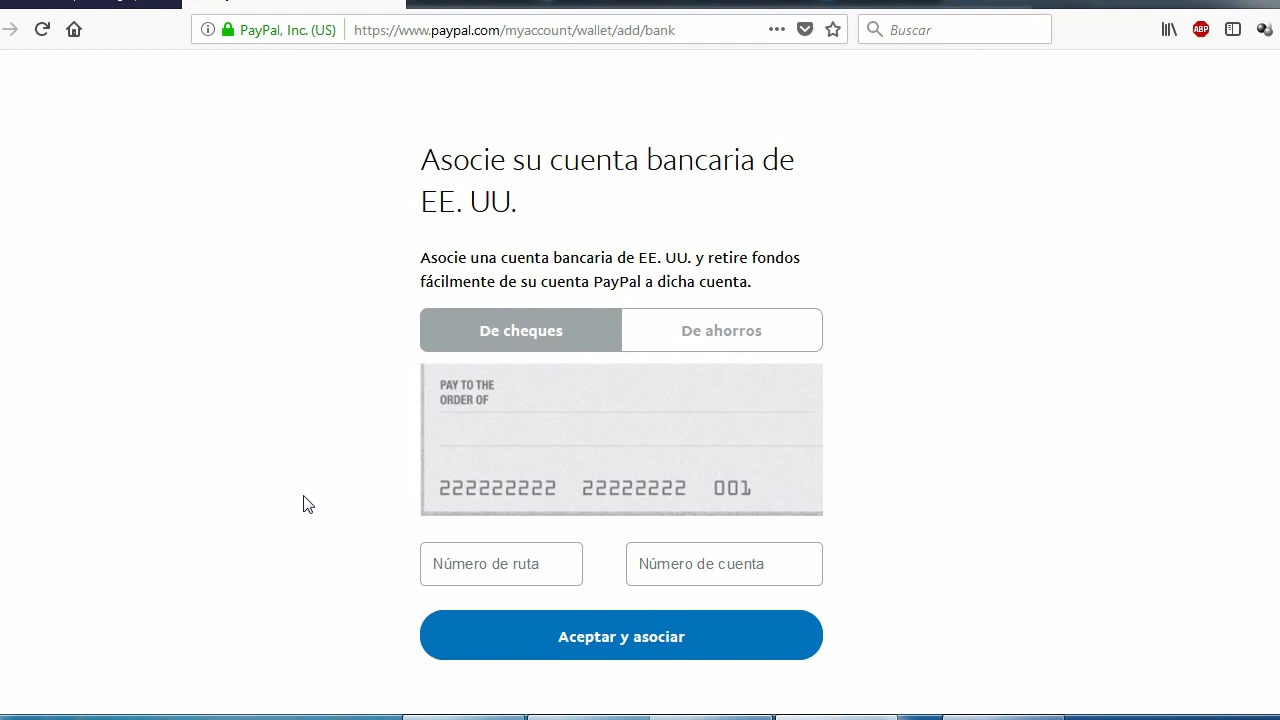 PayPal, Inc. (US) https://www.paypal.com/myaccount/wallet/add/bank Buscar ABP
Asocie su cuenta bancaria de
EE. UU.
Asocie una cuenta bancaria de EE. UU. y retire fondos
fácilmente de su cuenta PayPal a dicha cuenta.
De cheques De ahorros
PAY TO THE
ORDER OF
222222222 22222222 001
Número de ruta Número de cuenta
Aceptar y asociar